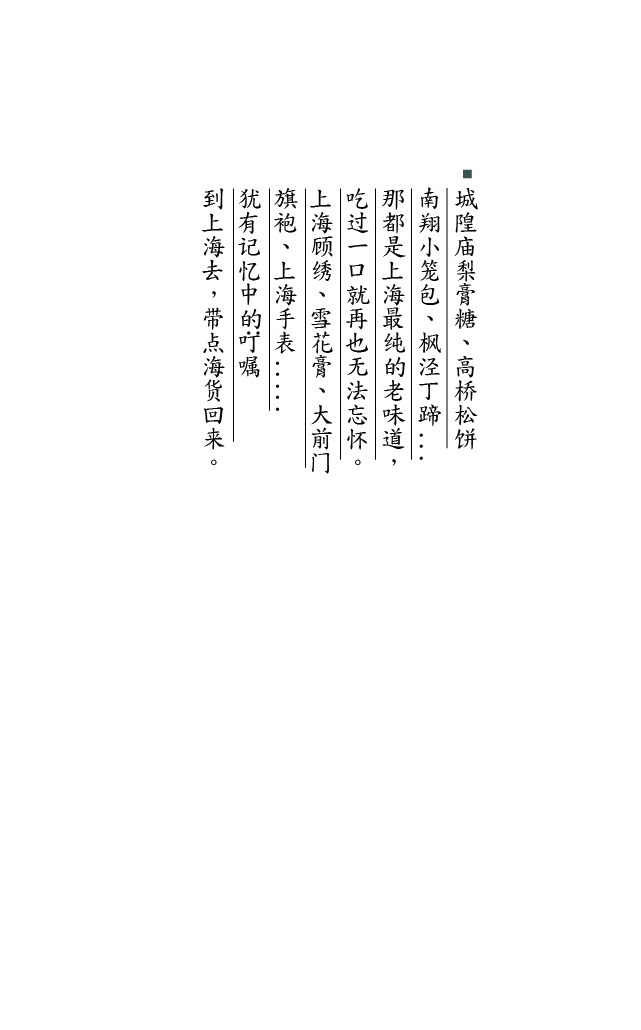 城隍庙梨膏糖、高桥松饼
南翔小笼包、枫泾丁蹄……
那都是上海最纯的老味道，
吃过一口就再也无法忘怀。
上海顾绣、雪花膏、大前门
旗袍、上海手表……
犹有记忆中的叮嘱
到上海去，带点海货回来。